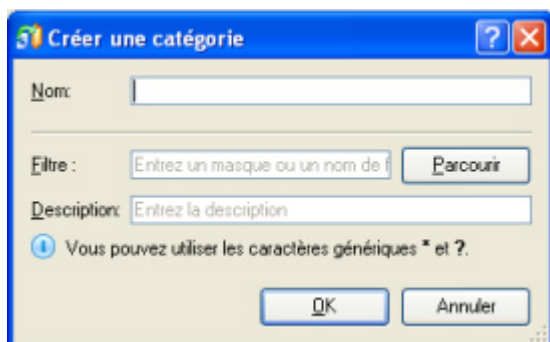 Créer une catégorie
Nom:
Filtre : Entrez un masque ou un nom de Parcourir
Description: Entrez la description
Vous pouvez utiliser les caractères génériques * et ?.
OK Annuler